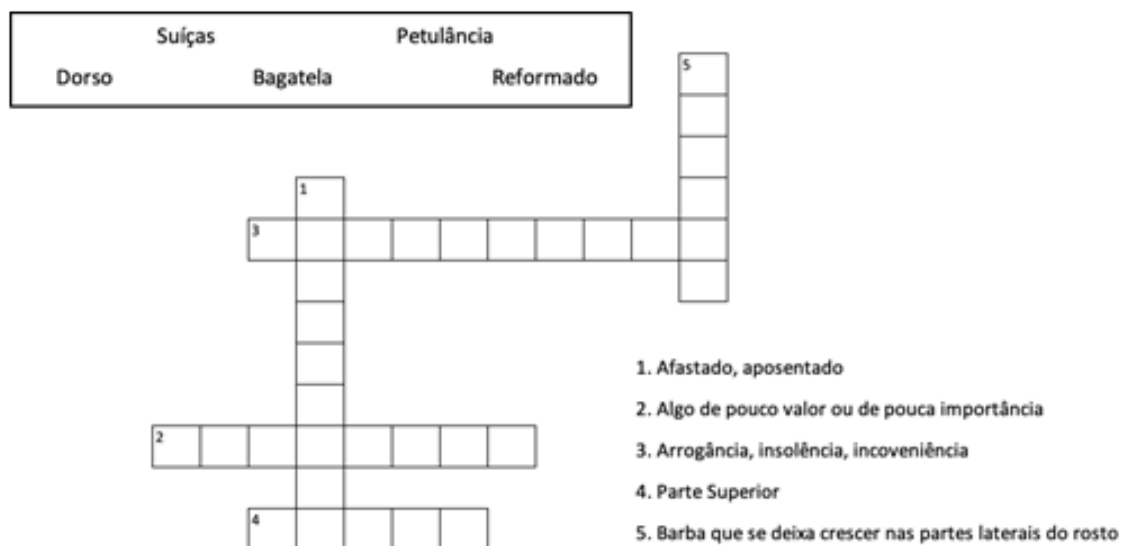 Suíças Petulância
Dorso Bagatela Reformado
5
1
3
2
4
1. Afastado, aposentado
2. Algo de pouco valor ou de pouca importância
3. Arrogância, insolência, incoveniência
4. Parte Superior
5. Barba que se deixa crescer nas partes laterais do rosto